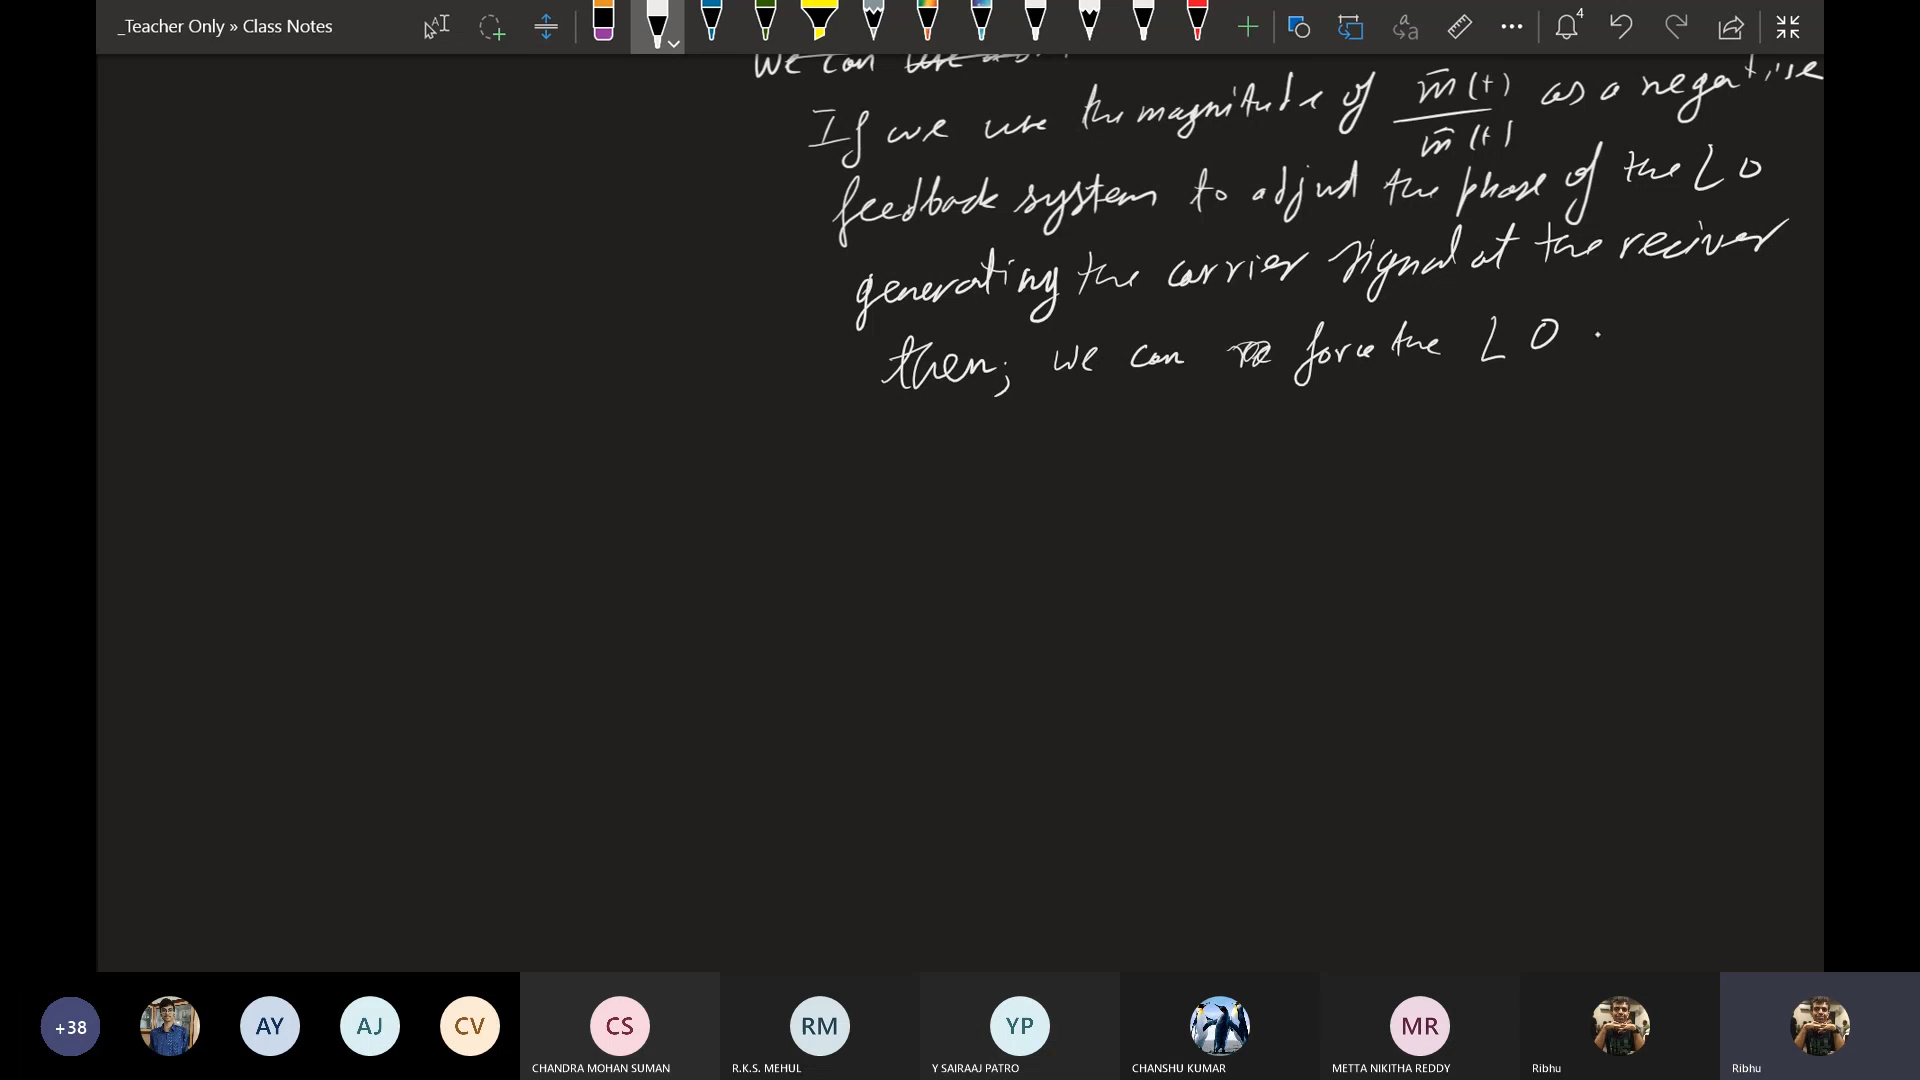 _Teacher Only » Class Notes
4
We can use as
If we use the magnitude of m̄(t) / m̂(t) as a negative
feedback system to adjust the phase of the LO
generating the carrier signal at the reciver
then; we can force the LO
+38
AY
AJ
CV
CS
RM
YP
MR
CHANDRA MOHAN SUMAN
R.K.S. MEHUL
Y SAIRAAJ PATRO
CHANSHU KUMAR
METTA NIKITHA REDDY
Ribhu
Ribhu